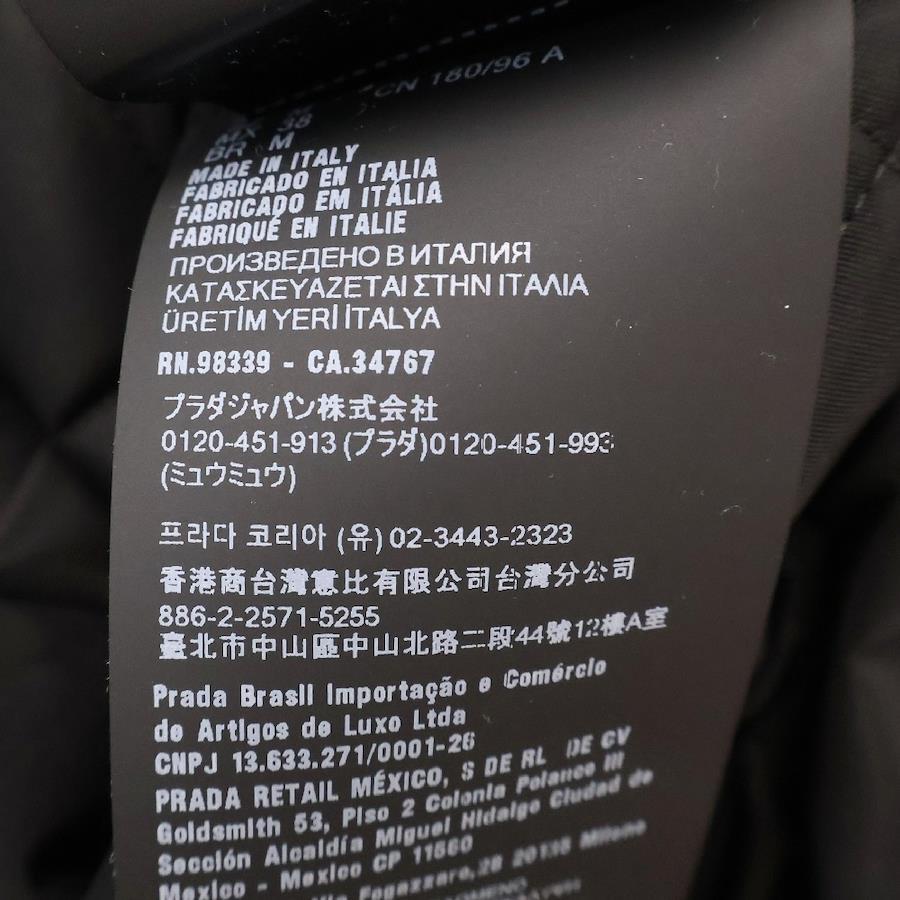 CN 180/96 A
MX 38
BR M
MADE IN ITALY
FABRICADO EN ITALIA
FABRICADO EM ITÁLIA
FABRIQUÉ EN ITALIE
ПРОИЗВЕДЕНО В ИТАЛИЯ
ΚΑΤΑΣΚΕΥΑΖΕΤΑΙ ΣΤΗΝ ΙΤΑΛΙΑ
ÜRETİM YERİ İTALYA
RN.98339 - CA.34767
プラダジャパン株式会社
0120-451-913 (プラダ)0120-451-993
(ミュウミュウ)
프라다 코리아 (유) 02-3443-2323
香港商台灣意比有限公司台灣分公司
886-2-2571-5255
臺北市中山區中山北路二段44號12樓A室
Prada Brasil Importação e Comércio
de Artigos de Luxo Ltda
CNPJ 13.633.271/0001-26
PRADA RETAIL MÉXICO, S DE RL DE CV
Goldsmith 53, Piso 2 Colonia Polanco III
Sección Alcaldía Miguel Hidalgo Ciudad de
México - Mexico CP 11560
Fogazzaro,28 20135 Milano